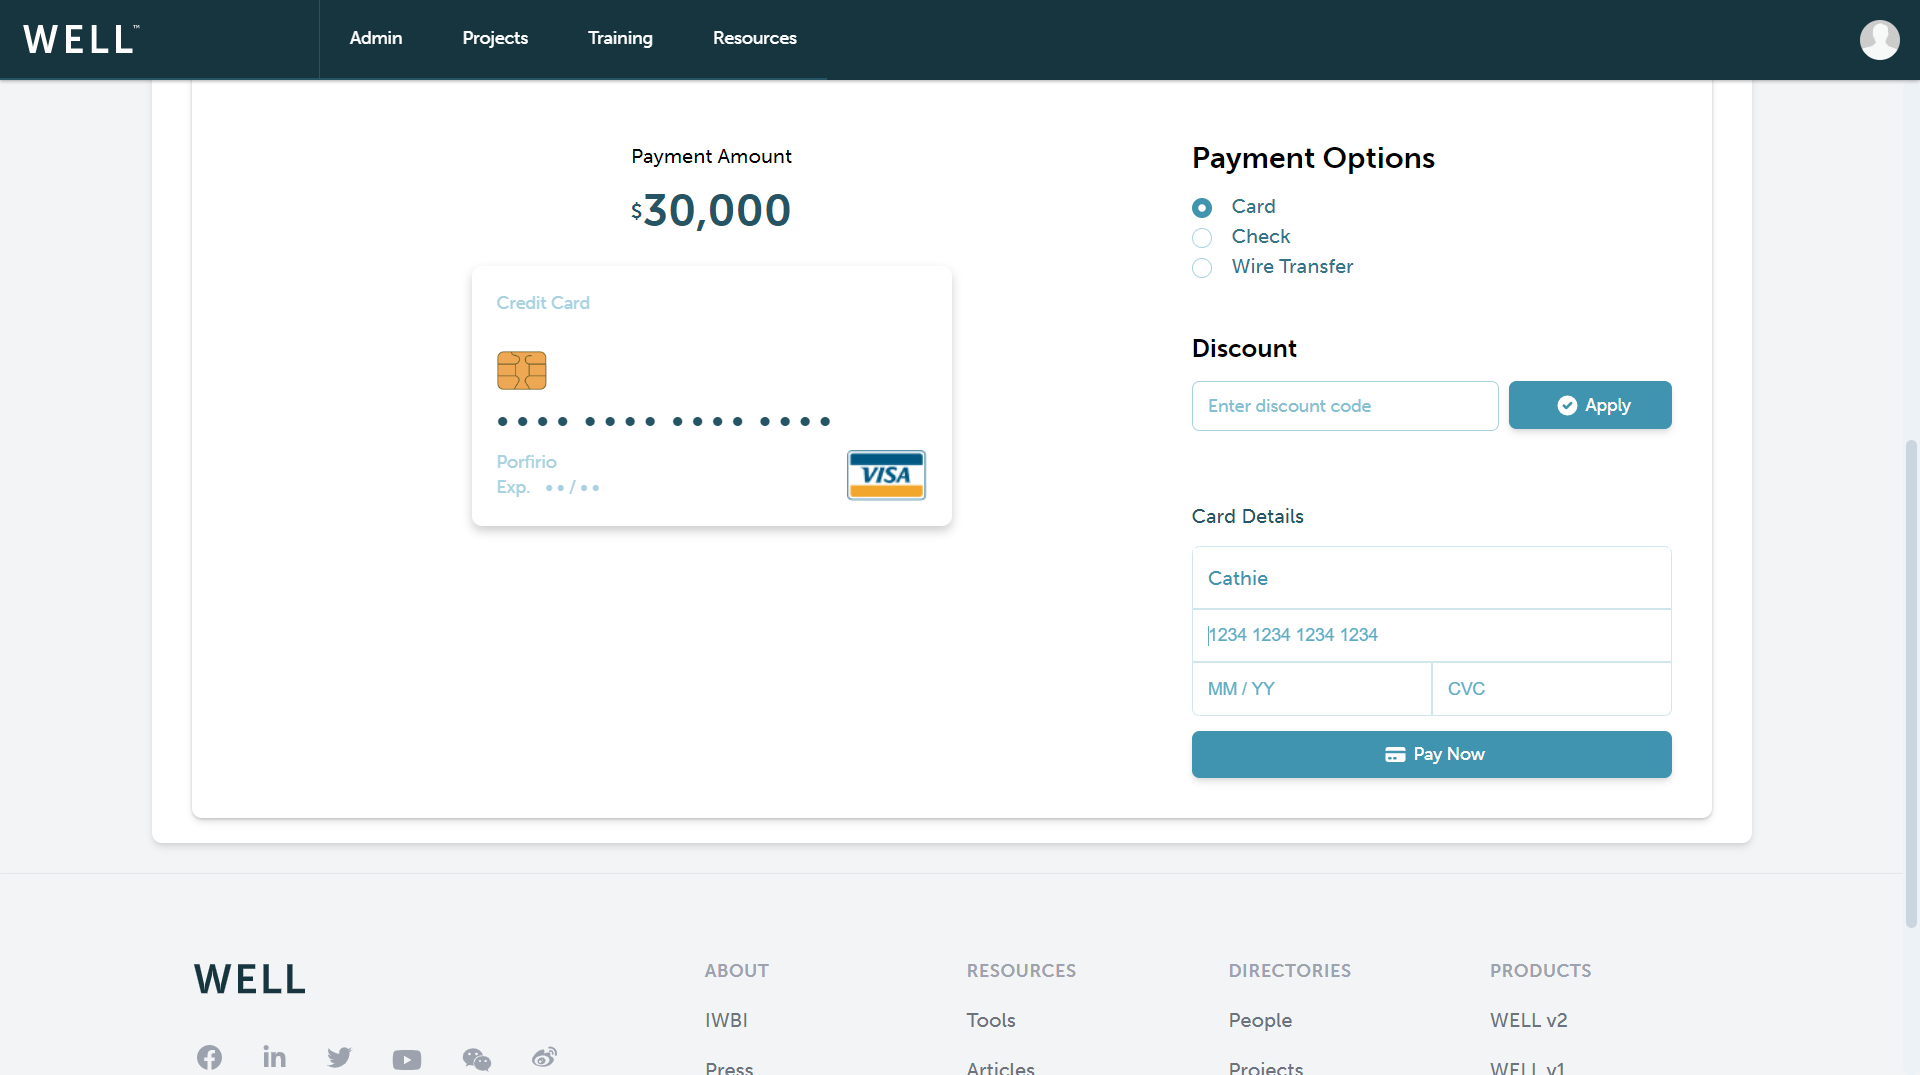 WELL™
Admin
Projects
Training
Resources
Payment Amount
$30,000
Credit Card
•••• •••• •••• ••••
Porfirio
Exp. ••/••
VISA
Payment Options
Card
Check
Wire Transfer
Discount
Enter discount code
Apply
Card Details
Cathie
1234 1234 1234 1234
MM / YY
CVC
Pay Now
WELL
ABOUT
IWBI
Press
RESOURCES
Tools
Articles
DIRECTORIES
People
Projects
PRODUCTS
WELL v2
WELL v1